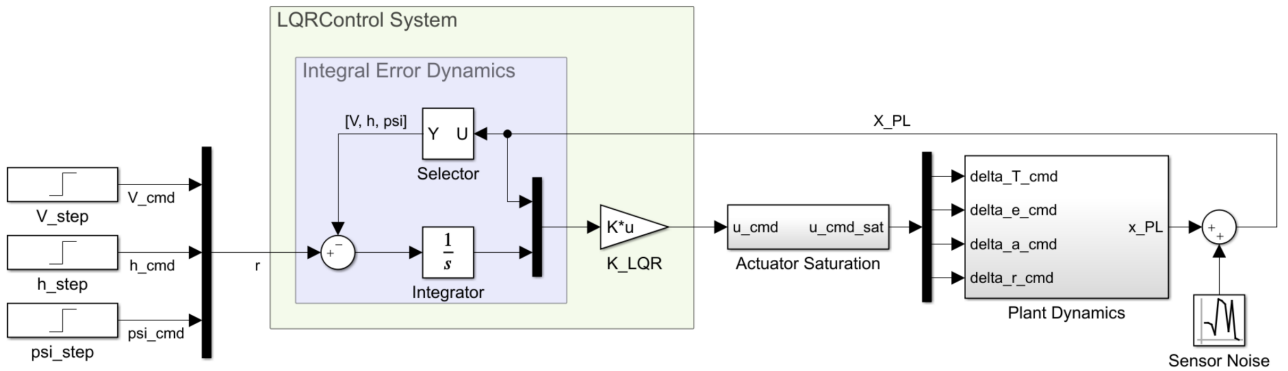 LQRControl System
Integral Error Dynamics
[V, h, psi]
X_PL
Y U
Selector
V_cmd
V_step
h_cmd
h_step
psi_cmd
psi_step
r
−
+
1
s
Integrator
K*u
K_LQR
u_cmd u_cmd_sat
Actuator Saturation
delta_T_cmd
delta_e_cmd
delta_a_cmd
delta_r_cmd
x_PL
Plant Dynamics
+
+
Sensor Noise